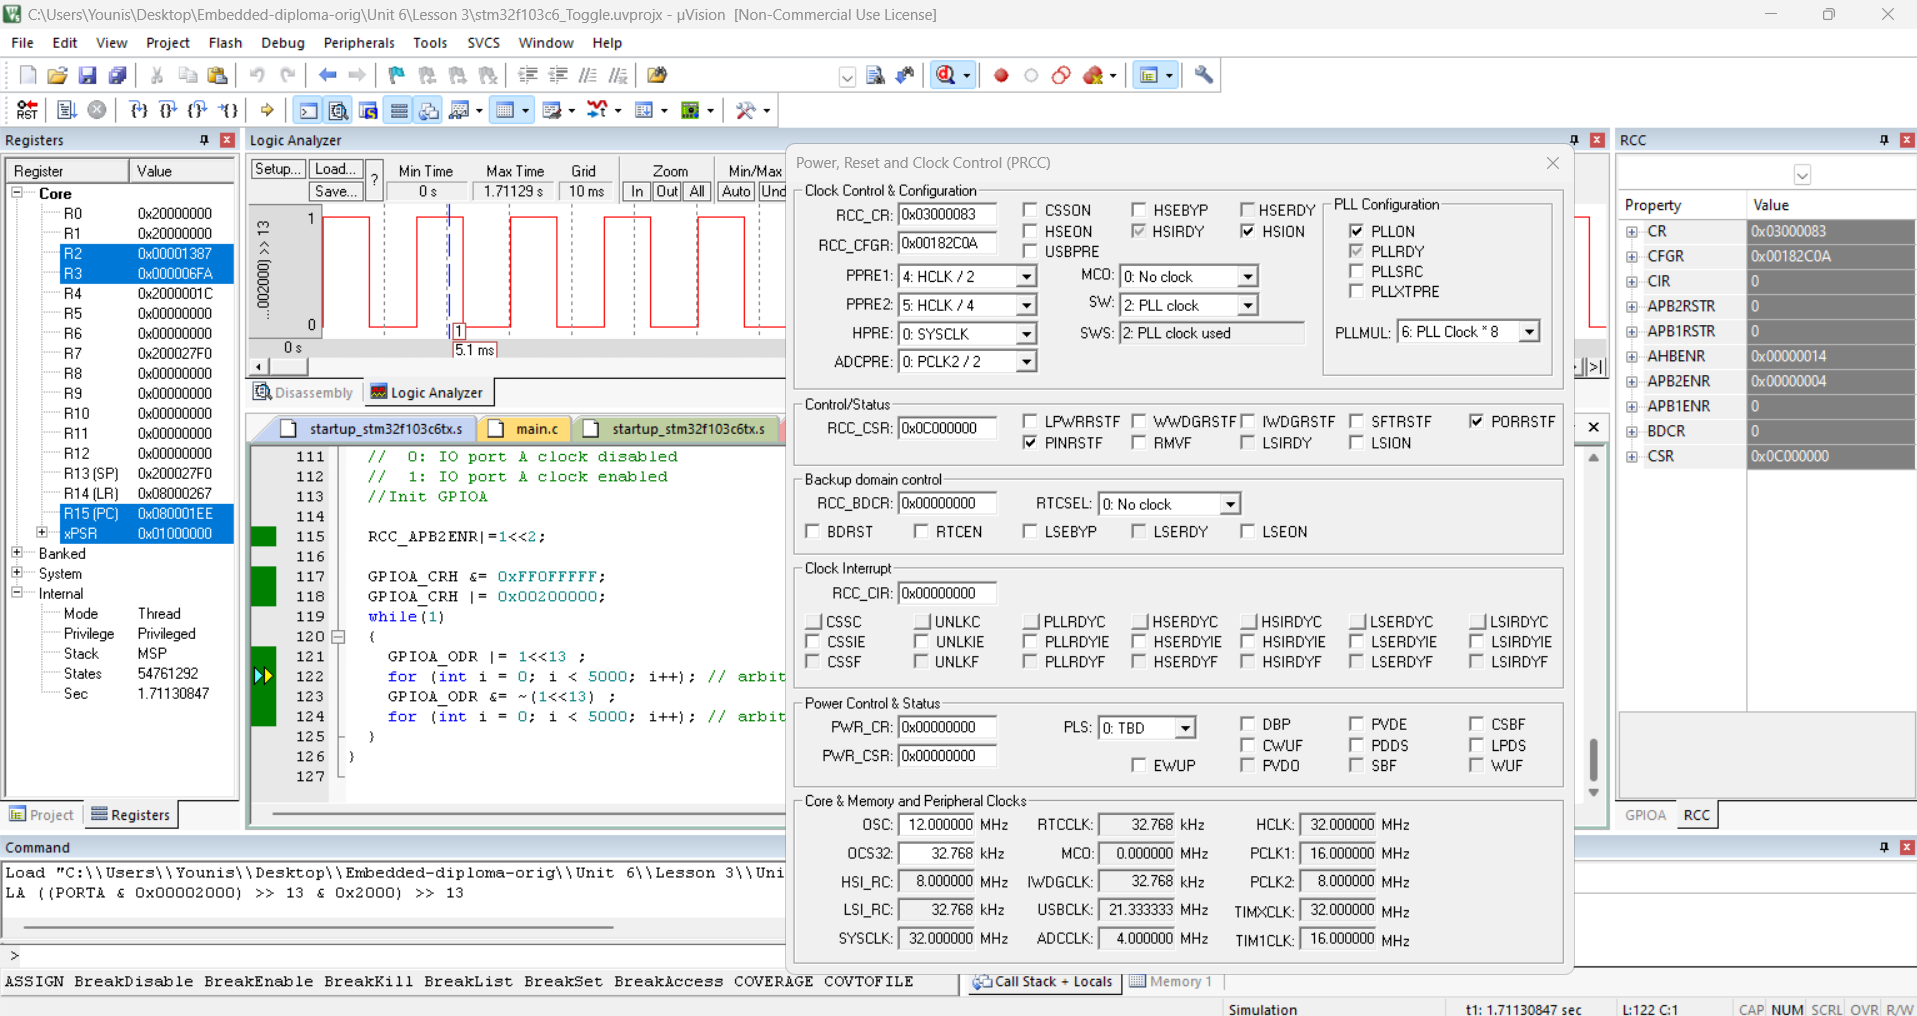 C:\Users\Younis\Desktop\Embedded-diploma-orig\Unit 6\Lesson 3\stm32f103c6_Toggle.uvprojx - µVision  [Non-Commercial Use License]
File Edit View Project Flash Debug Peripherals Tools SVCS Window Help
RST
Registers
Register Value
Core
R0 0x20000000
R1 0x20000000
R2 0x00001387
R3 0x000006FA
R4 0x2000001C
R5 0x00000000
R6 0x00000000
R7 0x200027F0
R8 0x00000000
R9 0x00000000
R10 0x00000000
R11 0x00000000
R12 0x00000000
R13 (SP) 0x200027F0
R14 (LR) 0x08000267
R15 (PC) 0x080001EE
xPSR 0x01000000
Banked
System
Internal
Mode Thread
Privilege Privileged
Stack MSP
States 54761292
Sec 1.71130847
Project Registers
Logic Analyzer
Setup... Load... Save... ?
Min Time Max Time Grid Zoom Min/Max
0 s 1.71129 s 10 ms In Out All Auto Und
...002000) >> 13
1
0
1
0 s
5.1 ms
Disassembly Logic Analyzer
startup_stm32f103c6tx.s main.c startup_stm32f103c6tx.s
111 //  0: IO port A clock disabled
112 //  1: IO port A clock enabled
113 //Init GPIOA
114
115 RCC_APB2ENR|=1<<2;
116
117 GPIOA_CRH &= 0xFF0FFFFF;
118 GPIOA_CRH |= 0x00200000;
119 while(1)
120 {
121 GPIOA_ODR |= 1<<13 ;
122 for (int i = 0; i < 5000; i++); // arbit
123 GPIOA_ODR &= ~(1<<13) ;
124 for (int i = 0; i < 5000; i++); // arbit
125 }
126 }
127
Power, Reset and Clock Control (PRCC)
Clock Control & Configuration
RCC_CR: 0x03000083 CSSON HSEBYP HSERDY
RCC_CFGR: 0x00182C0A HSEON HSIRDY HSION
USBPRE
PPRE1: 4: HCLK / 2 MCO: 0: No clock
PPRE2: 5: HCLK / 4 SW: 2: PLL clock
HPRE: 0: SYSCLK SWS: 2: PLL clock used
ADCPRE: 0: PCLK2 / 2
PLL Configuration
PLLON
PLLRDY
PLLSRC
PLLXTPRE
PLLMUL: 6: PLL Clock * 8
Control/Status
RCC_CSR: 0x0C000000 LPWRRSTF WWDGRSTF IWDGRSTF SFTRSTF PORRSTF
PINRSTF RMVF LSIRDY LSION
Backup domain control
RCC_BDCR: 0x00000000 RTCSEL: 0: No clock
BDRST RTCEN LSEBYP LSERDY LSEON
Clock Interrupt
RCC_CIR: 0x00000000
CSSC UNLKC PLLRDYC HSERDYC HSIRDYC LSERDYC LSIRDYC
CSSIE UNLKIE PLLRDYIE HSERDYIE HSIRDYIE LSERDYIE LSIRDYIE
CSSF UNLKF PLLRDYF HSERDYF HSIRDYF LSERDYF LSIRDYF
Power Control & Status
PWR_CR: 0x00000000 PLS: 0: TBD DBP PVDE CSBF
CWUF PDDS LPDS
PWR_CSR: 0x00000000 EWUP PVDO SBF WUF
Core & Memory and Peripheral Clocks
OSC: 12.000000 MHz RTCCLK: 32.768 kHz HCLK: 32.000000 MHz
OCS32: 32.768 kHz MCO: 0.000000 MHz PCLK1: 16.000000 MHz
HSI_RC: 8.000000 MHz IWDGCLK: 32.768 kHz PCLK2: 8.000000 MHz
LSI_RC: 32.768 kHz USBCLK: 21.333333 MHz TIMXCLK: 32.000000 MHz
SYSCLK: 32.000000 MHz ADCCLK: 4.000000 MHz TIM1CLK: 16.000000 MHz
RCC
Property Value
CR 0x03000083
CFGR 0x00182C0A
CIR 0
APB2RSTR 0
APB1RSTR 0
AHBENR 0x00000014
APB2ENR 0x00000004
APB1ENR 0
BDCR 0
CSR 0x0C000000
GPIOA RCC
Command
Load "C:\\Users\\Younis\\Desktop\\Embedded-diploma-orig\\Unit 6\\Lesson 3\\Uni
LA ((PORTA & 0x00002000) >> 13 & 0x2000) >> 13
>
ASSIGN BreakDisable BreakEnable BreakKill BreakList BreakSet BreakAccess COVERAGE COVTOFILE
Call Stack + Locals Memory 1
Simulation t1: 1.71130847 sec L:122 C:1 CAP NUM SCRL OVR R/W